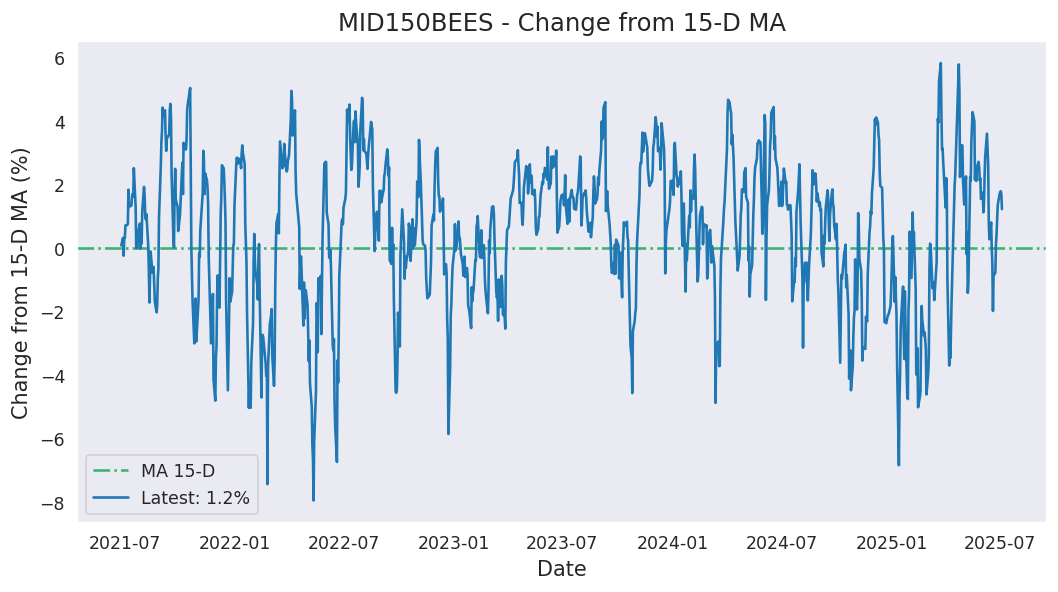 MID150BEES - Change from 15-D MA
Change from 15-D MA (%)
6
4
2
0
−2
−4
−6
−8
MA 15-D
Latest: 1.2%
2021-07 2022-01 2022-07 2023-01 2023-07 2024-01 2024-07 2025-01 2025-07
Date